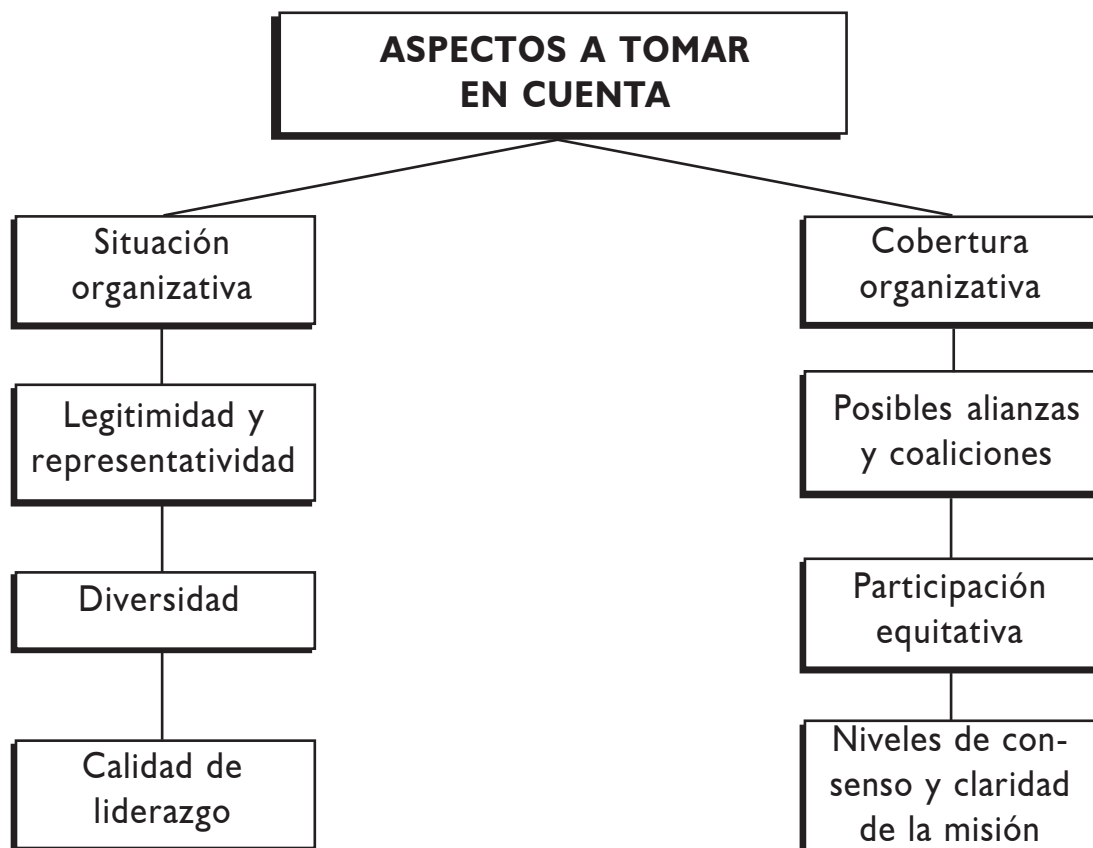 ASPECTOS A TOMAR
EN CUENTA
Situación
organizativa
Legitimidad y
representatividad
Diversidad
Calidad de
liderazgo
Cobertura
organizativa
Posibles alianzas
y coaliciones
Participación
equitativa
Niveles de con-
senso y claridad
de la misión